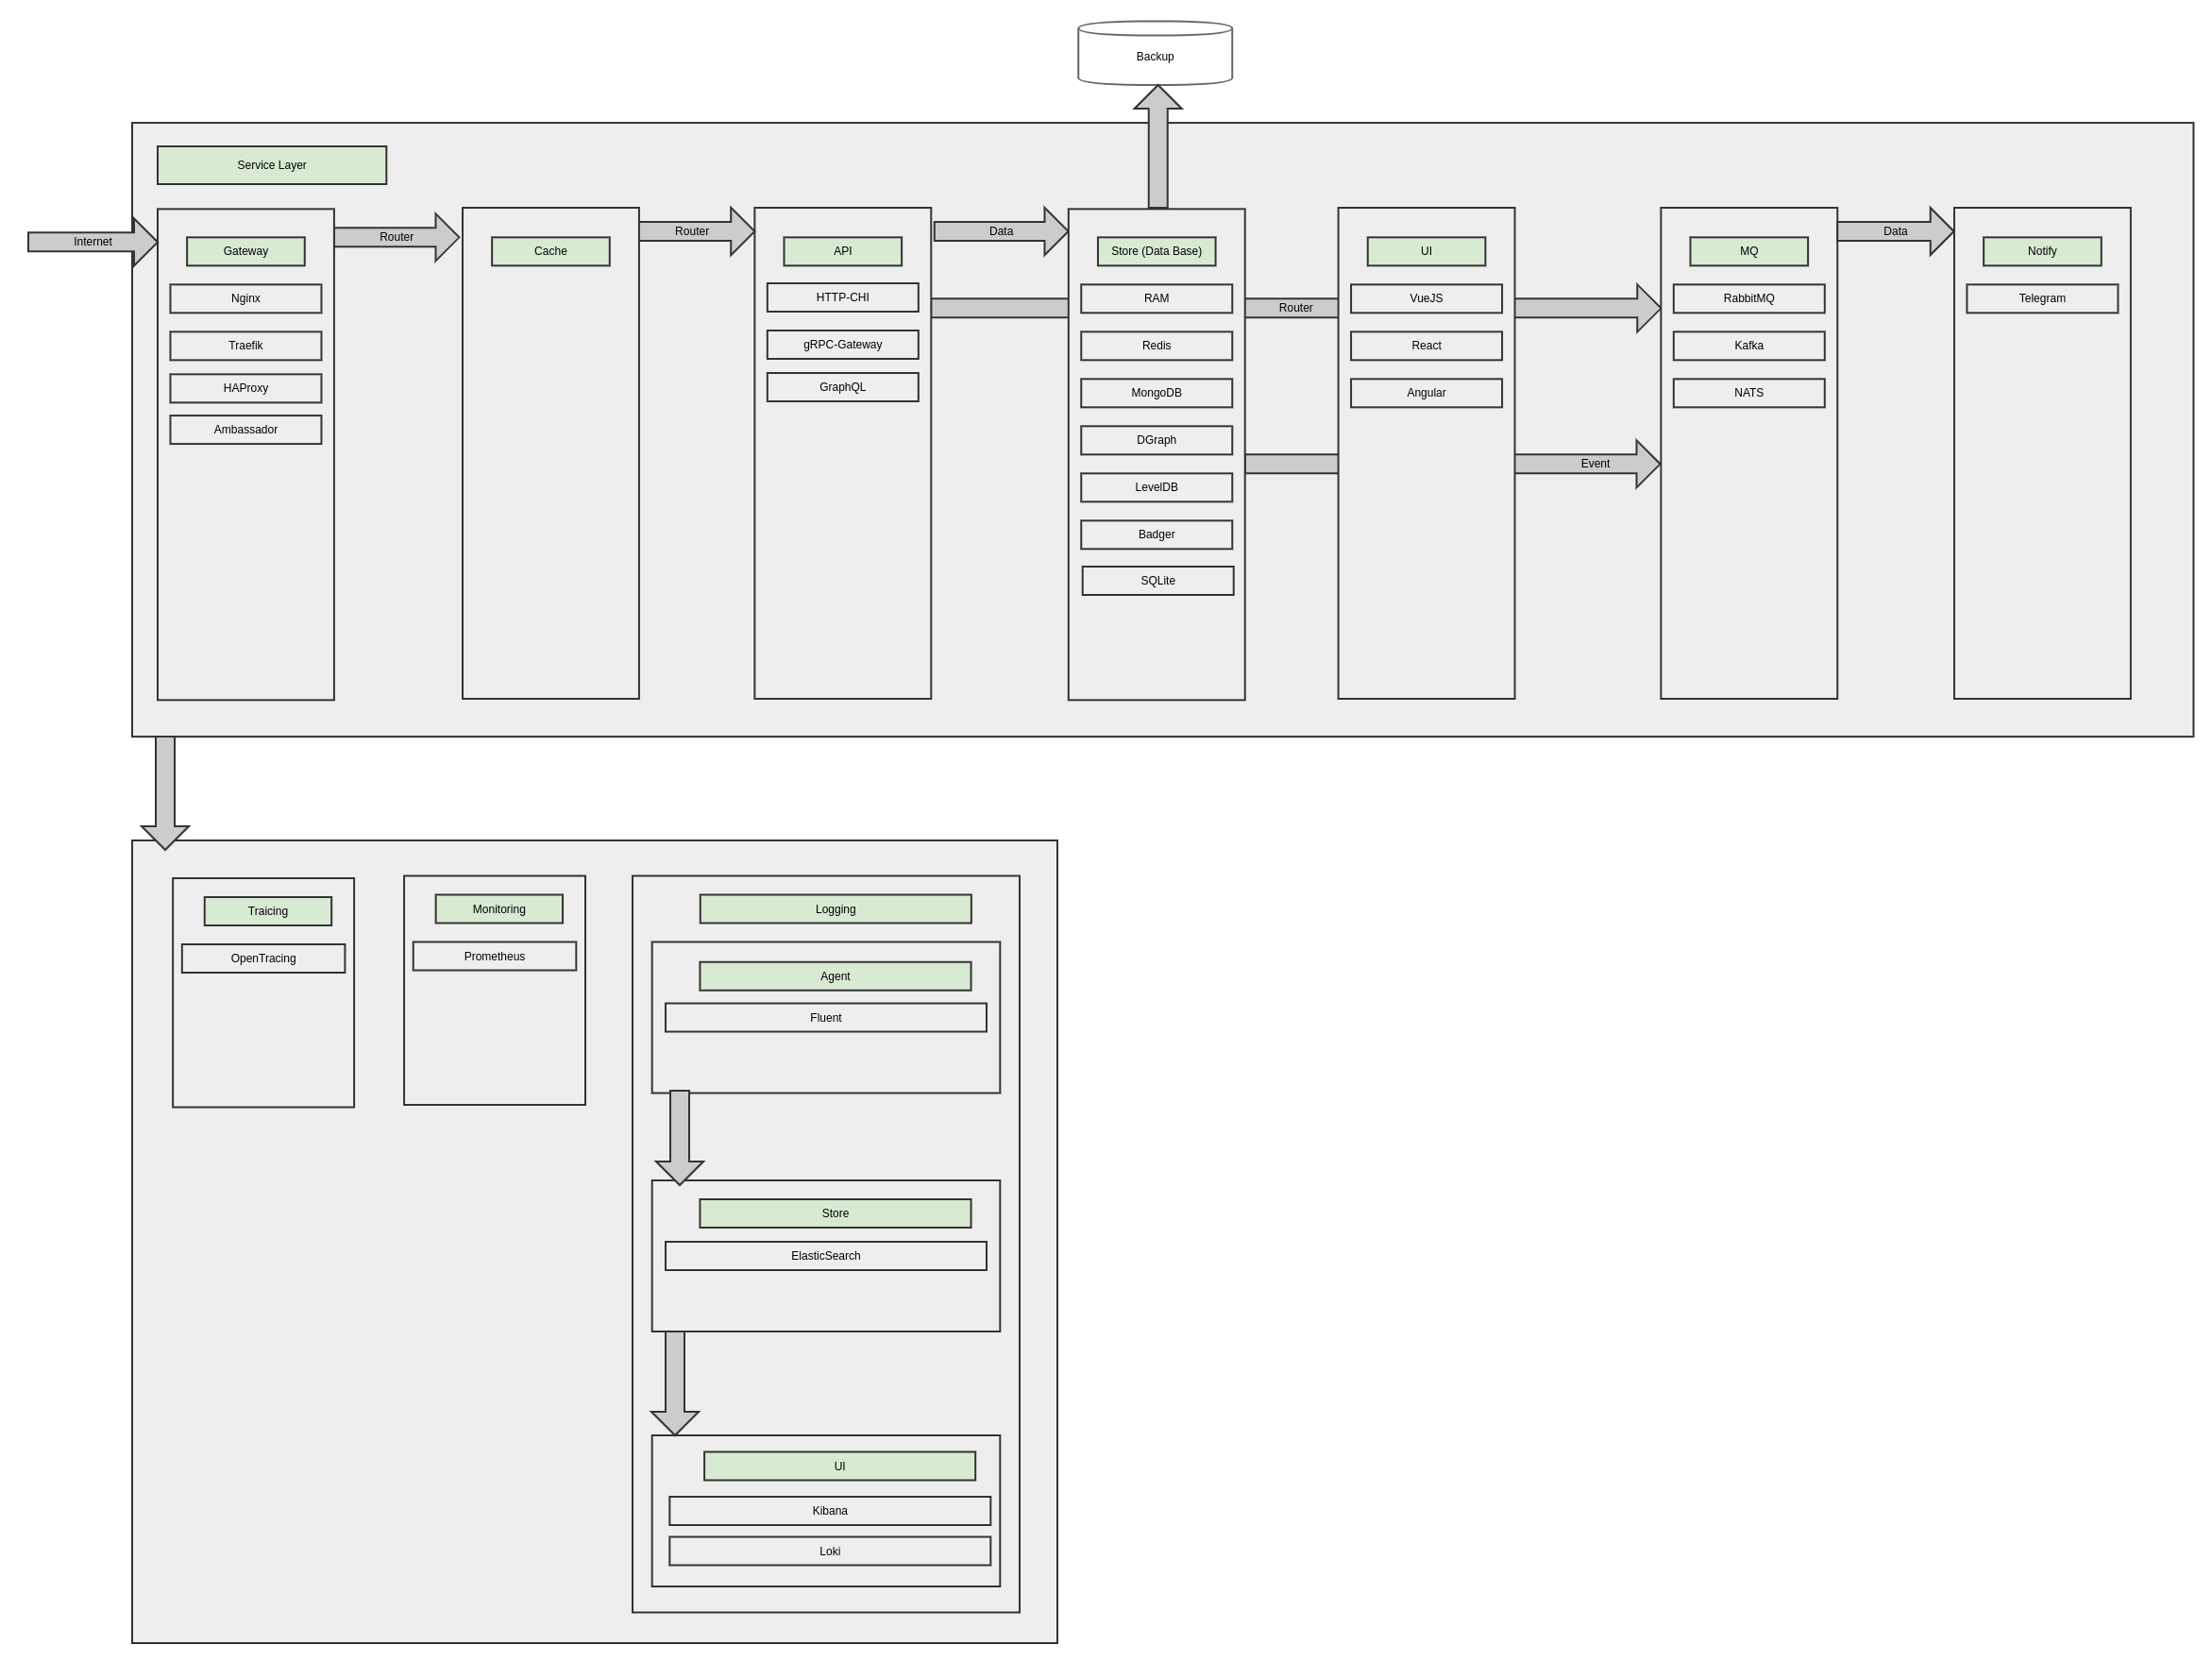 Backup
Service Layer
Internet
Gateway
Nginx
Traefik
HAProxy
Ambassador
Router
Cache
Router
API
HTTP-CHI
gRPC-Gateway
GraphQL
Data
Store (Data Base)
RAM
Redis
MongoDB
DGraph
LevelDB
Badger
SQLite
Router
UI
VueJS
React
Angular
Event
MQ
RabbitMQ
Kafka
NATS
Data
Notify
Telegram
Traicing
OpenTracing
Monitoring
Prometheus
Logging
Agent
Fluent
Store
ElasticSearch
UI
Kibana
Loki